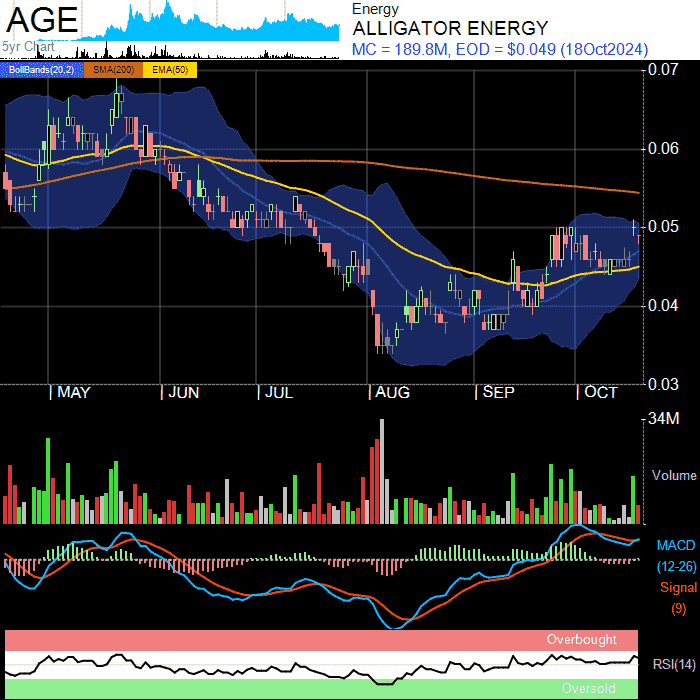 AGE
Energy
ALLIGATOR ENERGY
5yr Chart
MC = 189.8M, EOD = $0.049 (18Oct2024)
BollBands(20,2) SMA(200) EMA(50)
0.07
0.06
0.05
0.04
0.03
MAY JUN JUL AUG SEP OCT
34M
Volume
MACD
(12-26)
Signal
(9)
Overbought
RSI(14)
Oversold